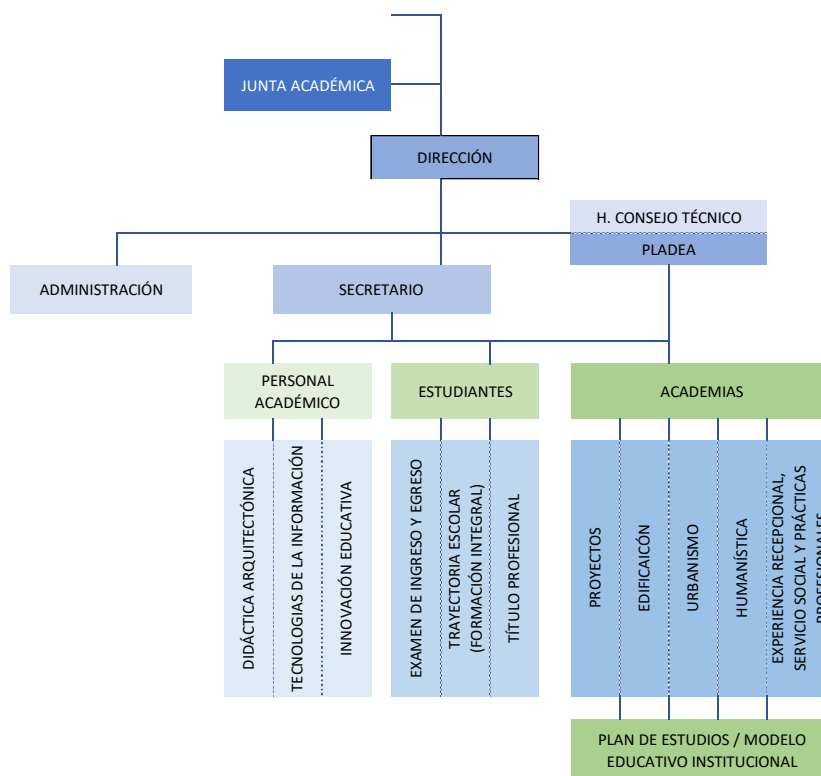 JUNTA ACADÉMICA
DIRECCIÓN
H. CONSEJO TÉCNICO
PLADEA
ADMINISTRACIÓN
SECRETARIO
PERSONAL
ACADÉMICO
ESTUDIANTES
ACADEMIAS
DIDÁCTICA ARQUITECTÓNICA
TECNOLOGIAS DE LA INFORMACIÓN
INNOVACIÓN EDUCATIVA
EXAMEN DE INGRESO Y EGRESO
TRAYECTORIA ESCOLAR
(FORMACIÓN INTEGRAL)
TÍTULO PROFESIONAL
PROYECTOS
EDIFICAICÓN
URBANISMO
HUMANÍSTICA
EXPERIENCIA RECEPCIONAL,
SERVICIO SOCIAL Y PRÁCTICAS
PROFESIONALES
PLAN DE ESTUDIOS / MODELO
EDUCATIVO INSTITUCIONAL